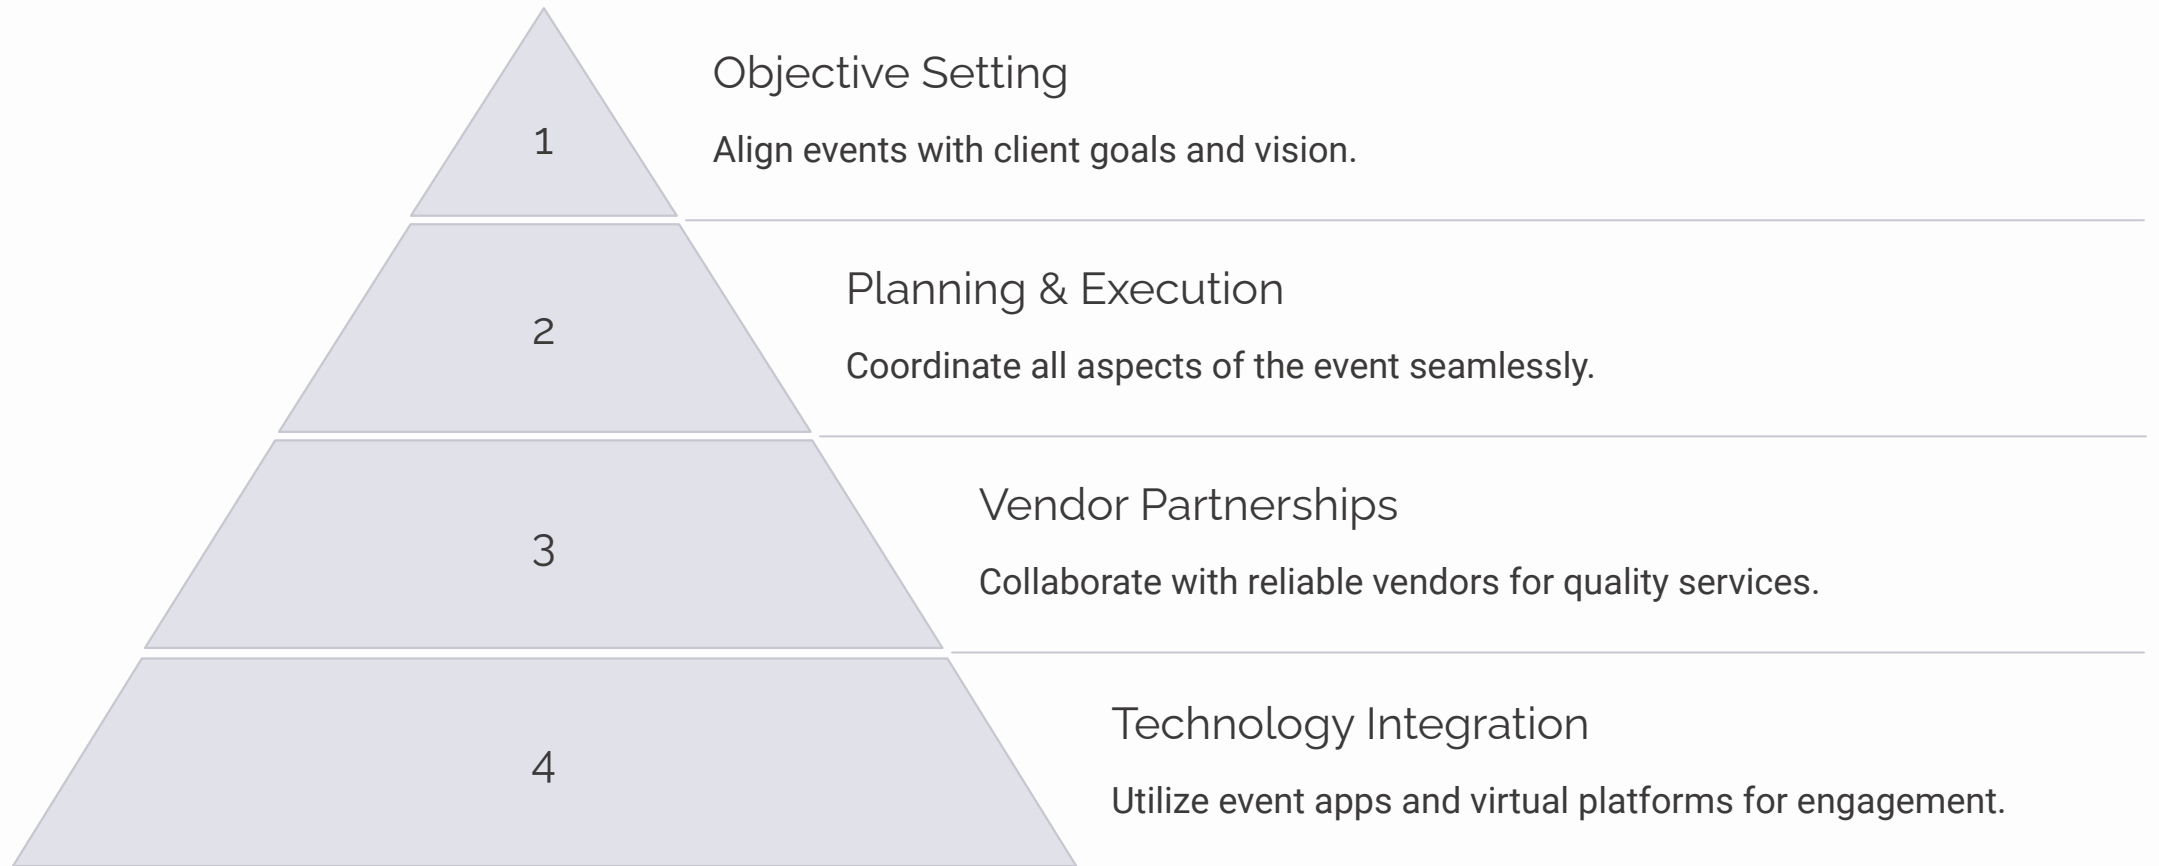 1
Objective Setting
Align events with client goals and vision.
2
Planning & Execution
Coordinate all aspects of the event seamlessly.
3
Vendor Partnerships
Collaborate with reliable vendors for quality services.
4
Technology Integration
Utilize event apps and virtual platforms for engagement.